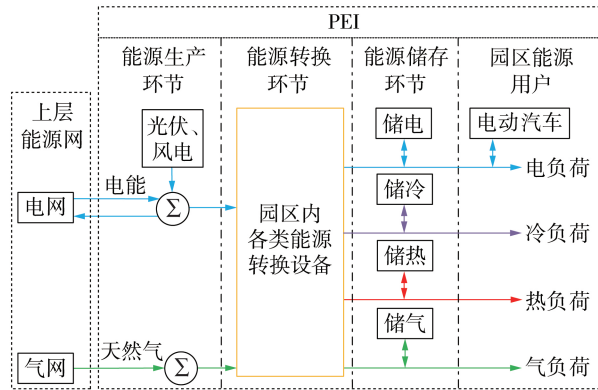 PEI
能源生产
环节
能源转换
环节
能源储存
环节
园区能源
用户
上层
能源网
光伏、
风电
储电
电动汽车
电能
电网
Σ
电负荷
储冷
园区内
各类能源
转换设备
冷负荷
储热
热负荷
储气
天然气
气网
Σ
气负荷